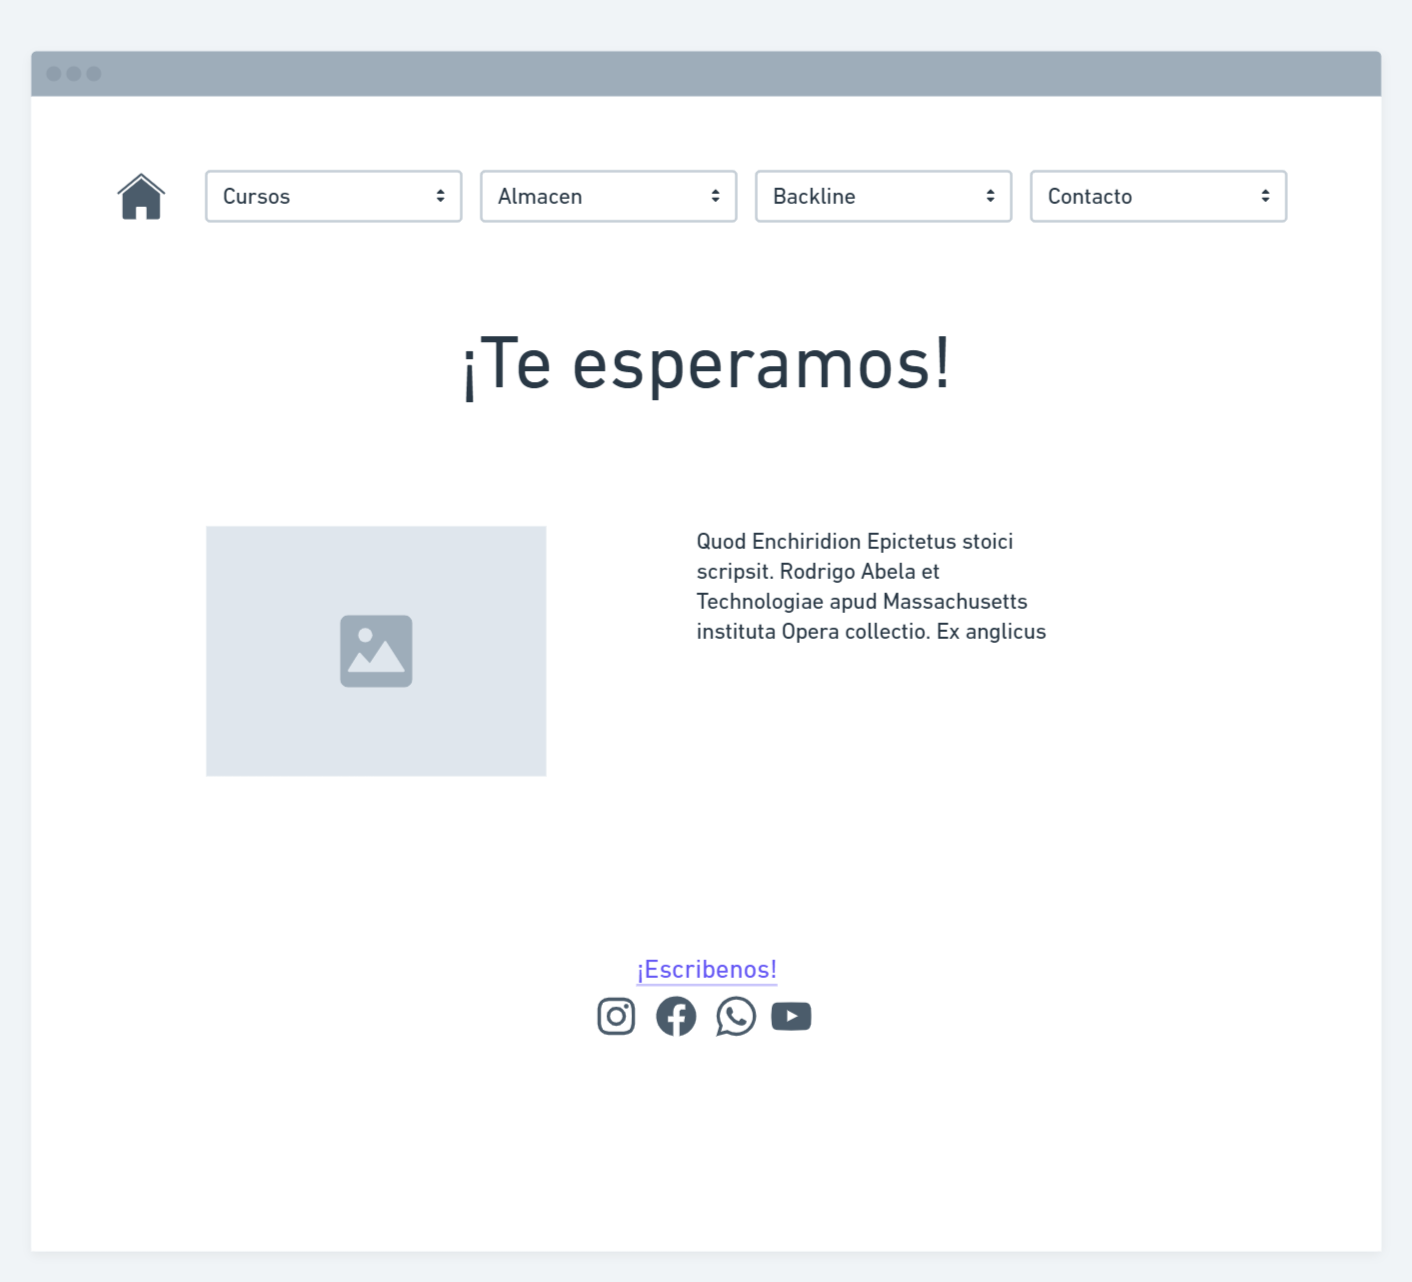 Cursos
Almacen
Backline
Contacto
¡Te esperamos!
Quod Enchiridion Epictetus stoici
scripsit. Rodrigo Abela et
Technologiae apud Massachusetts
instituta Opera collectio. Ex anglicus
¡Escribenos!